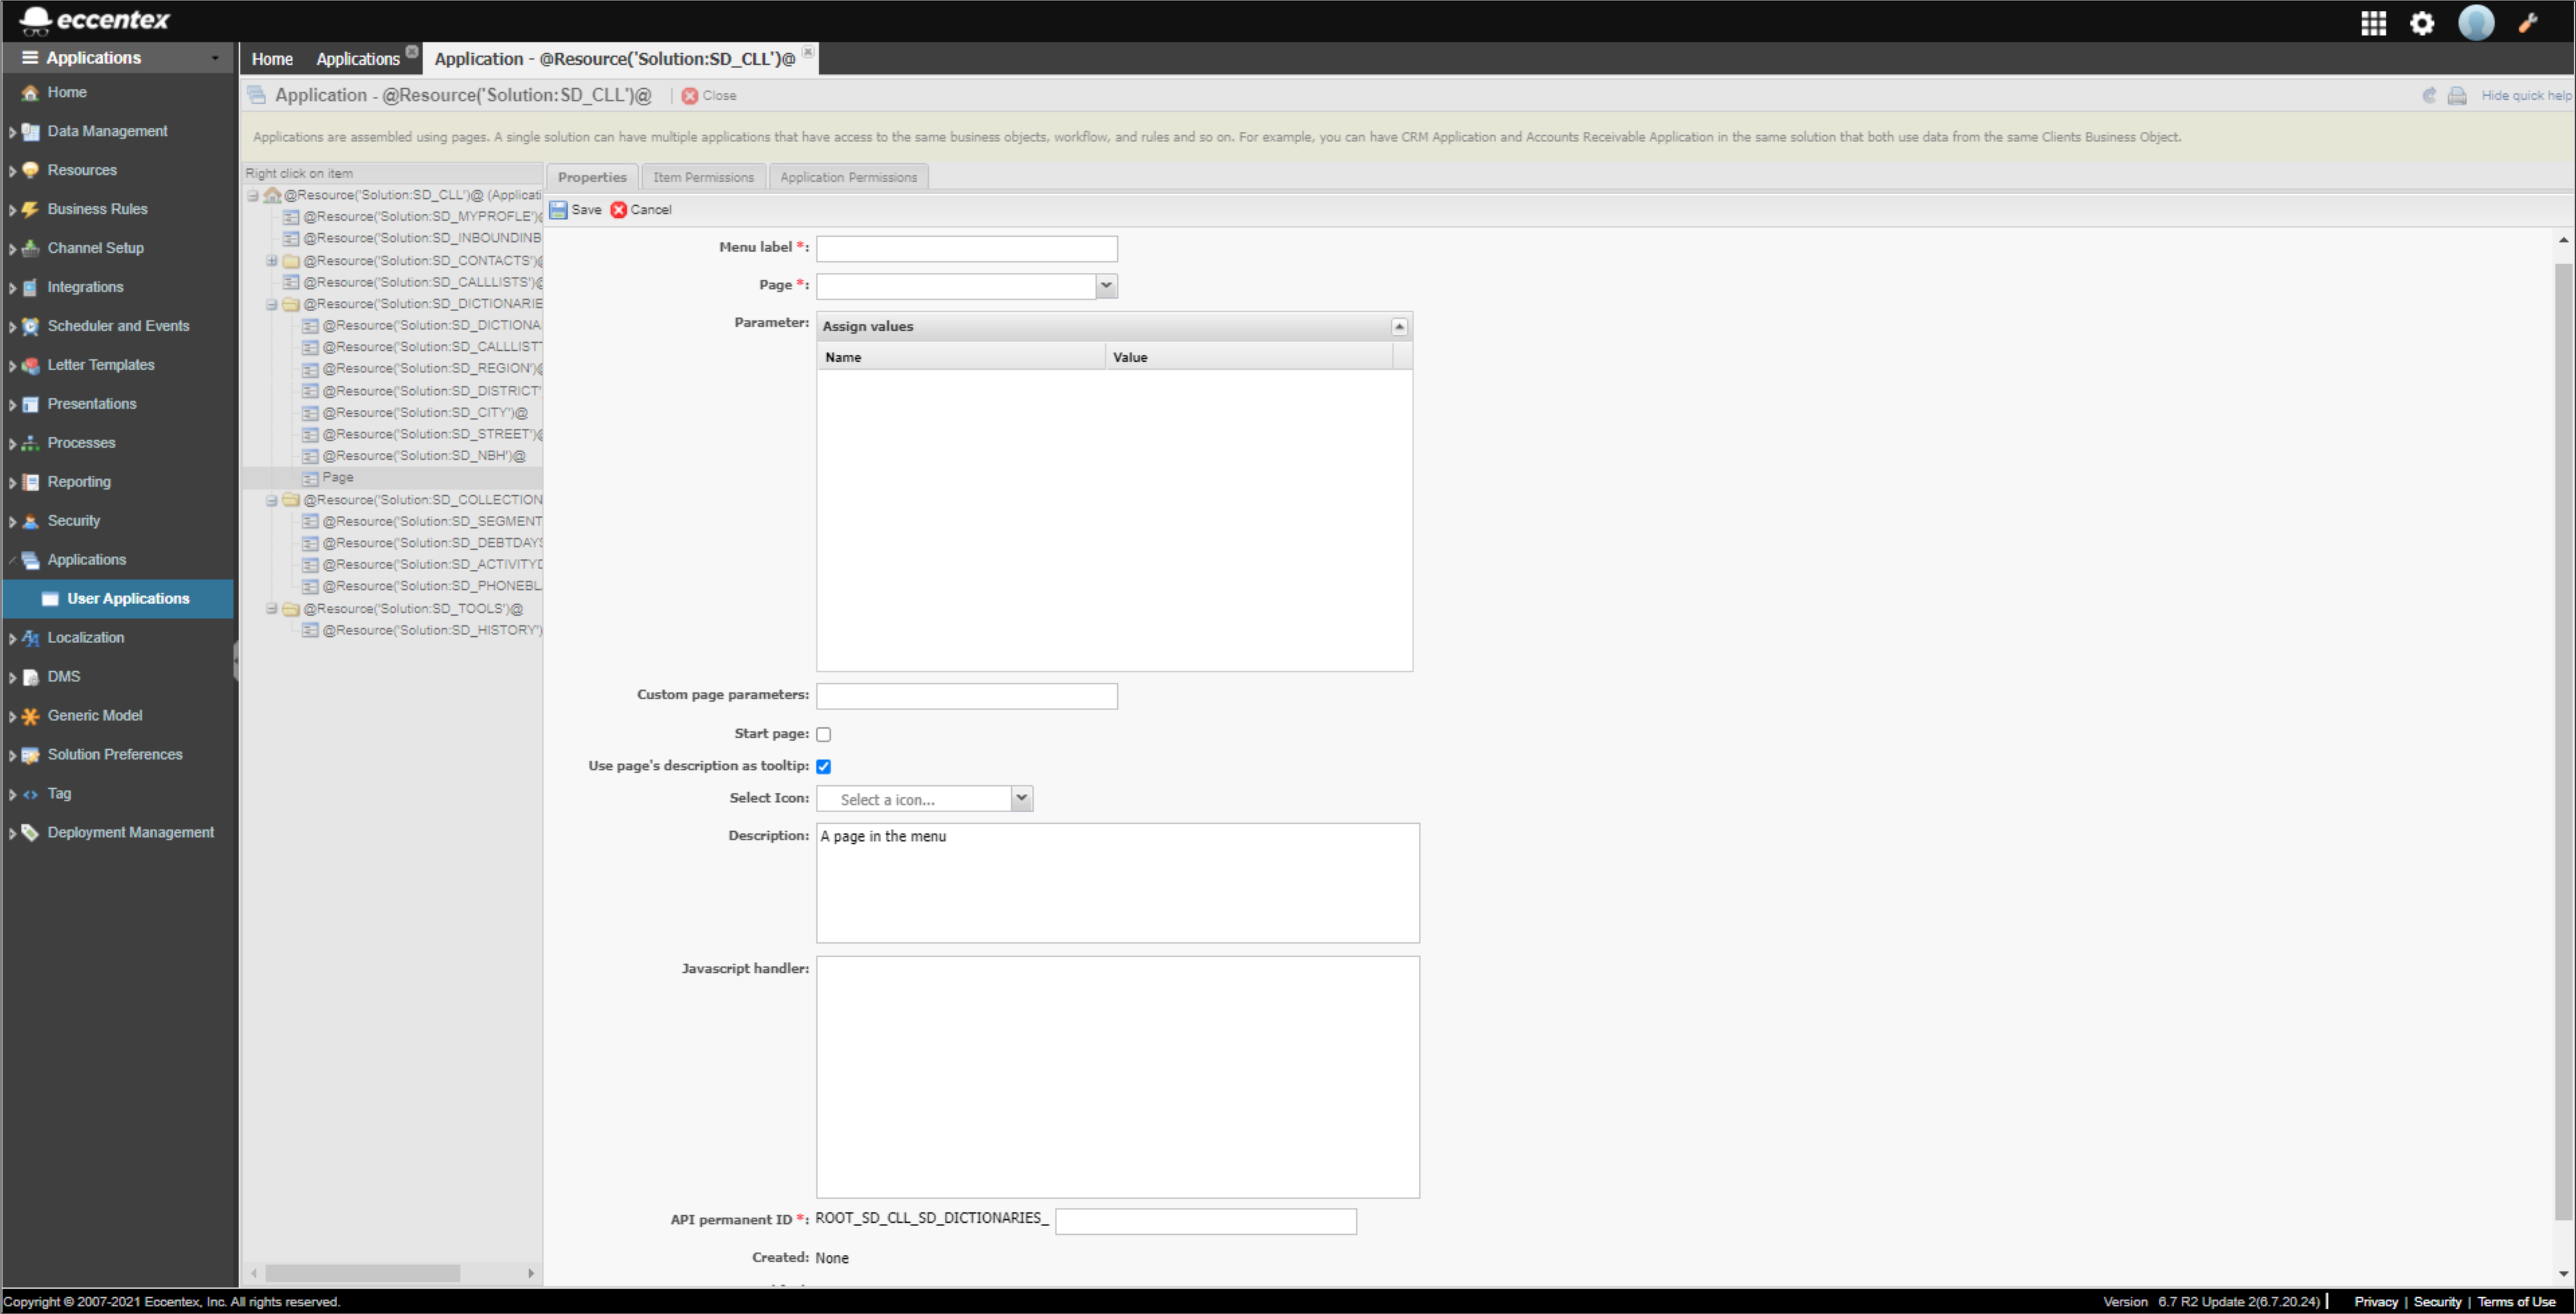 eccentex
Applications
Home
Applications
Application - @Resource('Solution:SD_CLL')@
Home
Data Management
Resources
Business Rules
Channel Setup
Integrations
Scheduler and Events
Letter Templates
Presentations
Processes
Reporting
Security
Applications
User Applications
Localization
DMS
Generic Model
Solution Preferences
Tag
Deployment Management
Application - @Resource('Solution:SD_CLL')@ | Close
Hide quick help
Applications are assembled using pages. A single solution can have multiple applications that have access to the same business objects, workflow, and rules and so on. For example, you can have CRM Application and Accounts Receivable Application in the same solution that both use data from the same Clients Business Object.
Right click on item
@Resource('Solution:SD_CLL')@ (Applicati
@Resource('Solution:SD_MYPROFLE')@
@Resource('Solution:SD_INBOUNDINB
@Resource('Solution:SD_CONTACTS')@
@Resource('Solution:SD_CALLLISTS')@
@Resource('Solution:SD_DICTIONARIE
@Resource('Solution:SD_DICTIONA
@Resource('Solution:SD_CALLLIST
@Resource('Solution:SD_REGION')@
@Resource('Solution:SD_DISTRICT'
@Resource('Solution:SD_CITY')@
@Resource('Solution:SD_STREET')@
@Resource('Solution:SD_NBH')@
Page
@Resource('Solution:SD_COLLECTION
@Resource('Solution:SD_SEGMENT
@Resource('Solution:SD_DEBTDAYS
@Resource('Solution:SD_ACTIVITYD
@Resource('Solution:SD_PHONEBL
@Resource('Solution:SD_TOOLS')@
@Resource('Solution:SD_HISTORY')
Properties
Item Permissions
Application Permissions
Save
Cancel
Menu label *:
Page *:
Parameter:
Assign values
Name
Value
Custom page parameters:
Start page:
Use page's description as tooltip:
Select Icon:
Select a icon...
Description:
A page in the menu
Javascript handler:
API permanent ID *: ROOT_SD_CLL_SD_DICTIONARIES_
Created: None
Copyright © 2007-2021 Eccentex, Inc. All rights reserved.
Version 6.7 R2 Update 2(6.7.20.24) | Privacy | Security | Terms of Use